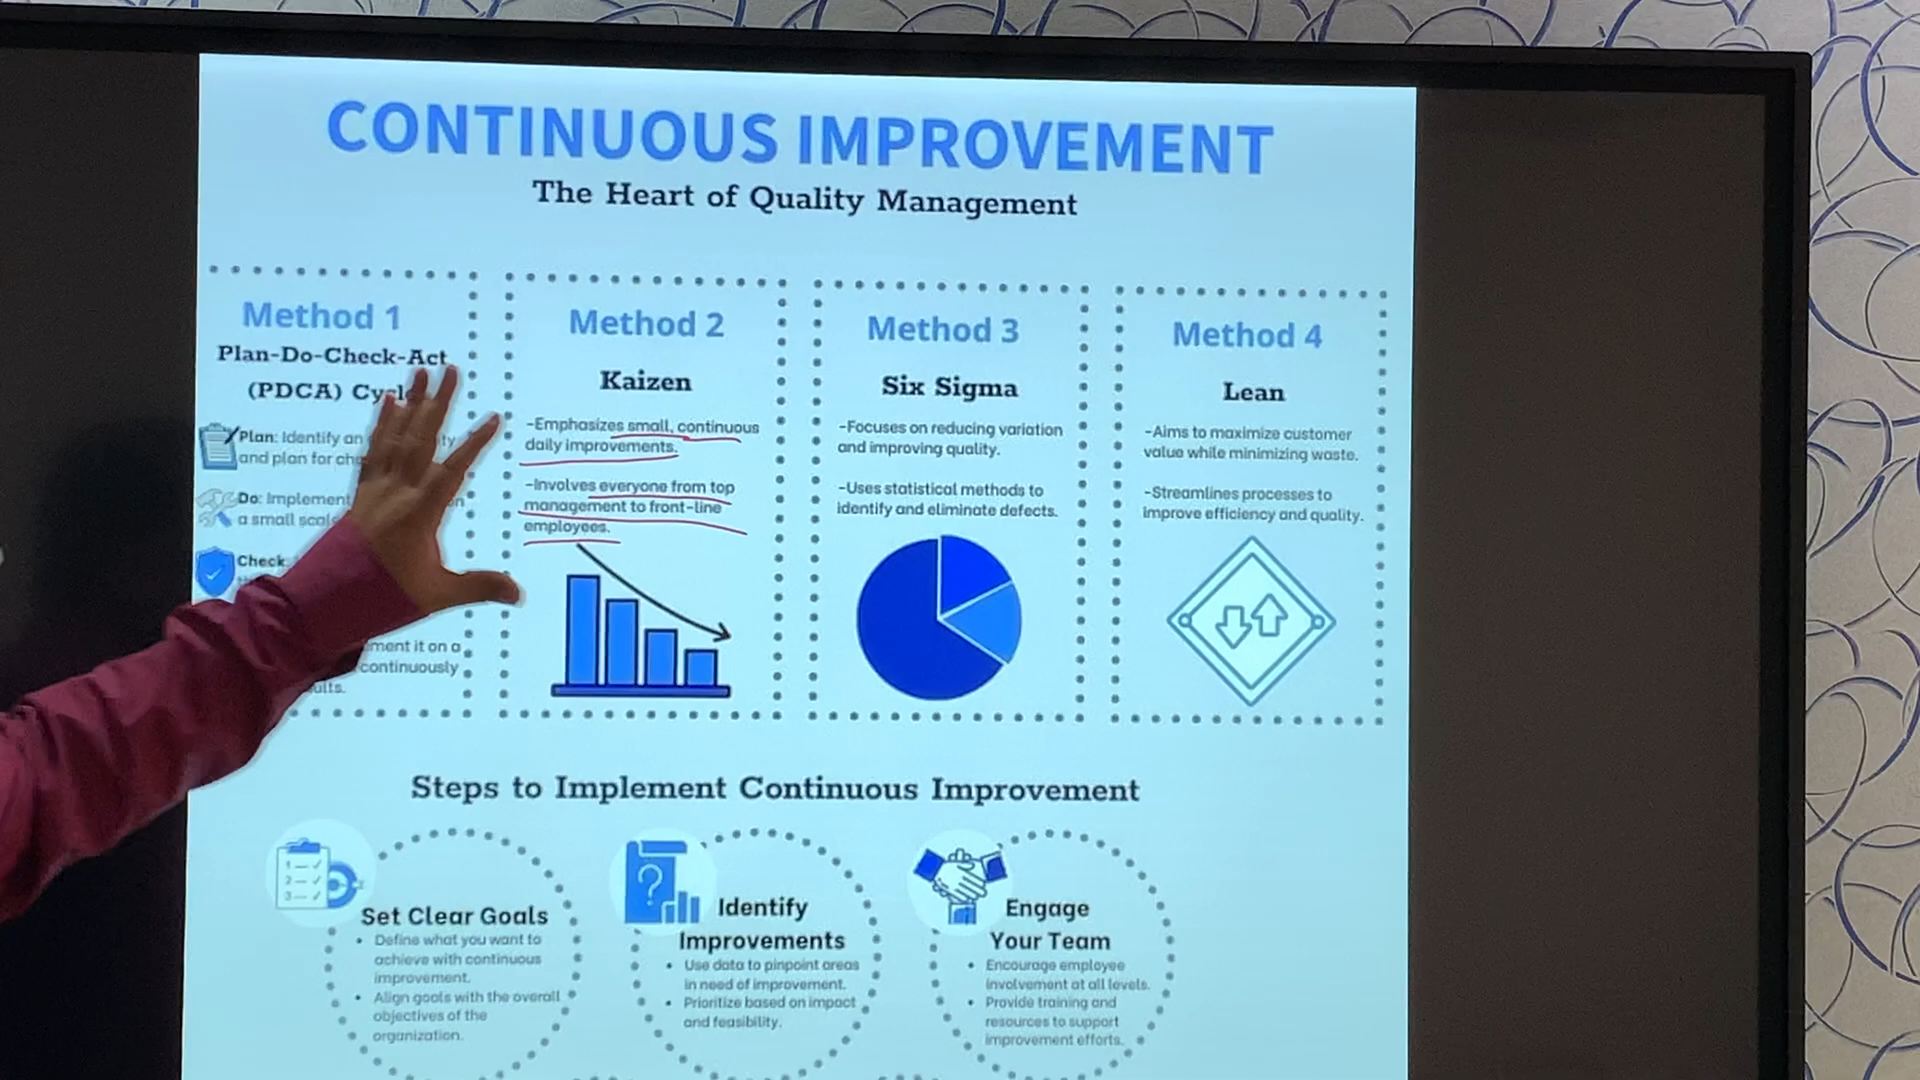 CONTINUOUS IMPROVEMENT
The Heart of Quality Management
Method 1
Plan-Do-Check-Act
(PDCA)
Plan: Identify an
and plan for
Do: Implement
a small
Check
ment it on a
continuously
Method 2
Kaizen
-Emphasizes small, continuous
daily improvements.
-Involves everyone from top
management to front-line
employees.
Method 3
Six Sigma
-Focuses on reducing variation
and improving quality.
-Uses statistical methods to
identify and eliminate defects.
Method 4
Lean
-Aims to maximize customer
value while minimizing waste.
-Streamlines processes to
improve efficiency and quality.
Steps to Implement Continuous Improvement
1
2
3
Set Clear Goals
• Define what you want to
achieve with continuous
improvement.
• Align goals with the overall
objectives of the
organization.
?
Identify
Improvements
• Use data to pinpoint areas
in need of improvement.
• Prioritize based on impact
and feasibility.
Engage
Your Team
• Encourage employee
involvement at all levels.
• Provide training and
resources to support
improvement efforts.